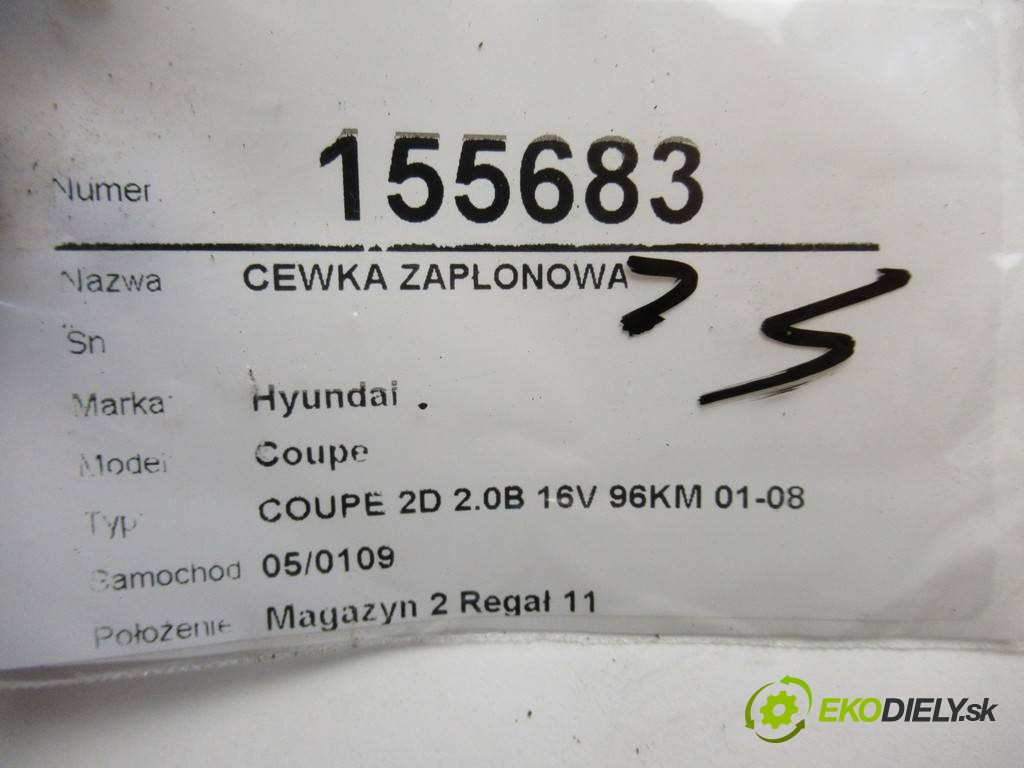 Numer 155683
Nazwa CEWKA ZAPŁONOWA
Sn
Marka Hyundai
Model Coupe
Typ COUPE 2D 2.0B 16V 96KM 01-08
Samochod 05/0109
Położenie Magazyn 2 Regał 11
EKODIELY.sk